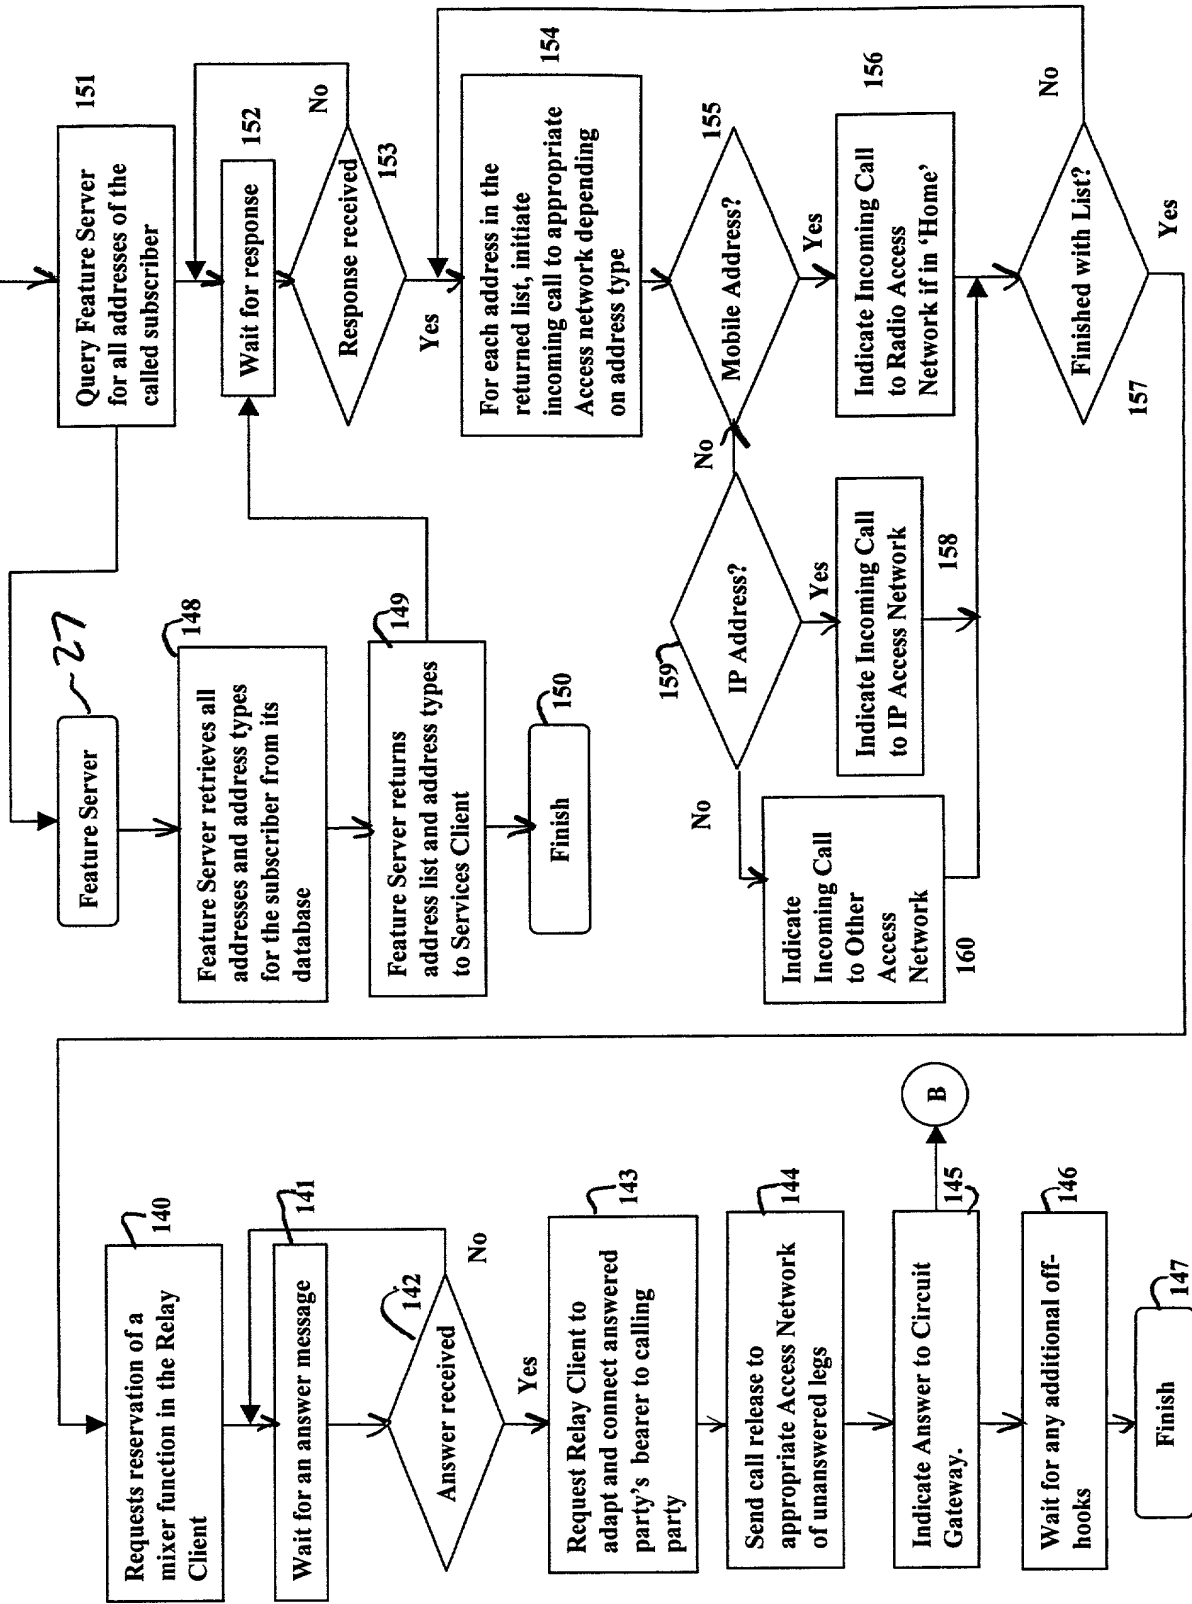 Query Feature Server
for all addresses of the
called subscriber
151
Wait for response
152
No
Response received
153
Yes
For each address in the
returned list, initiate
incoming call to appropriate
Access network depending
on address type
154
Mobile Address?
155
No
Yes
Indicate Incoming Call
to Radio Access
Network if in ‘Home’
156
Finished with List?
157
No
Yes
Feature Server
27
Feature Server retrieves all
addresses and address types
for the subscriber from its
database
148
Feature Server returns
address list and address types
to Services Client
149
Finish
150
IP Address?
159
Yes
No
Indicate Incoming Call
to IP Access Network
158
Indicate
Incoming Call
to Other
Access
Network
160
Requests reservation of a
mixer function in the Relay
Client
140
Wait for an answer message
141
Answer received
142
No
Yes
Request Relay Client to
adapt and connect answered
party’s bearer to calling
party
143
Send call release to
appropriate Access Network
of unanswered legs
144
Indicate Answer to Circuit
Gateway.
145
B
Wait for any additional off-
hooks
146
Finish
147